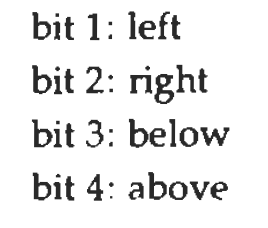 bit 1: left
bit 2: right
bit 3: below
bit 4: above